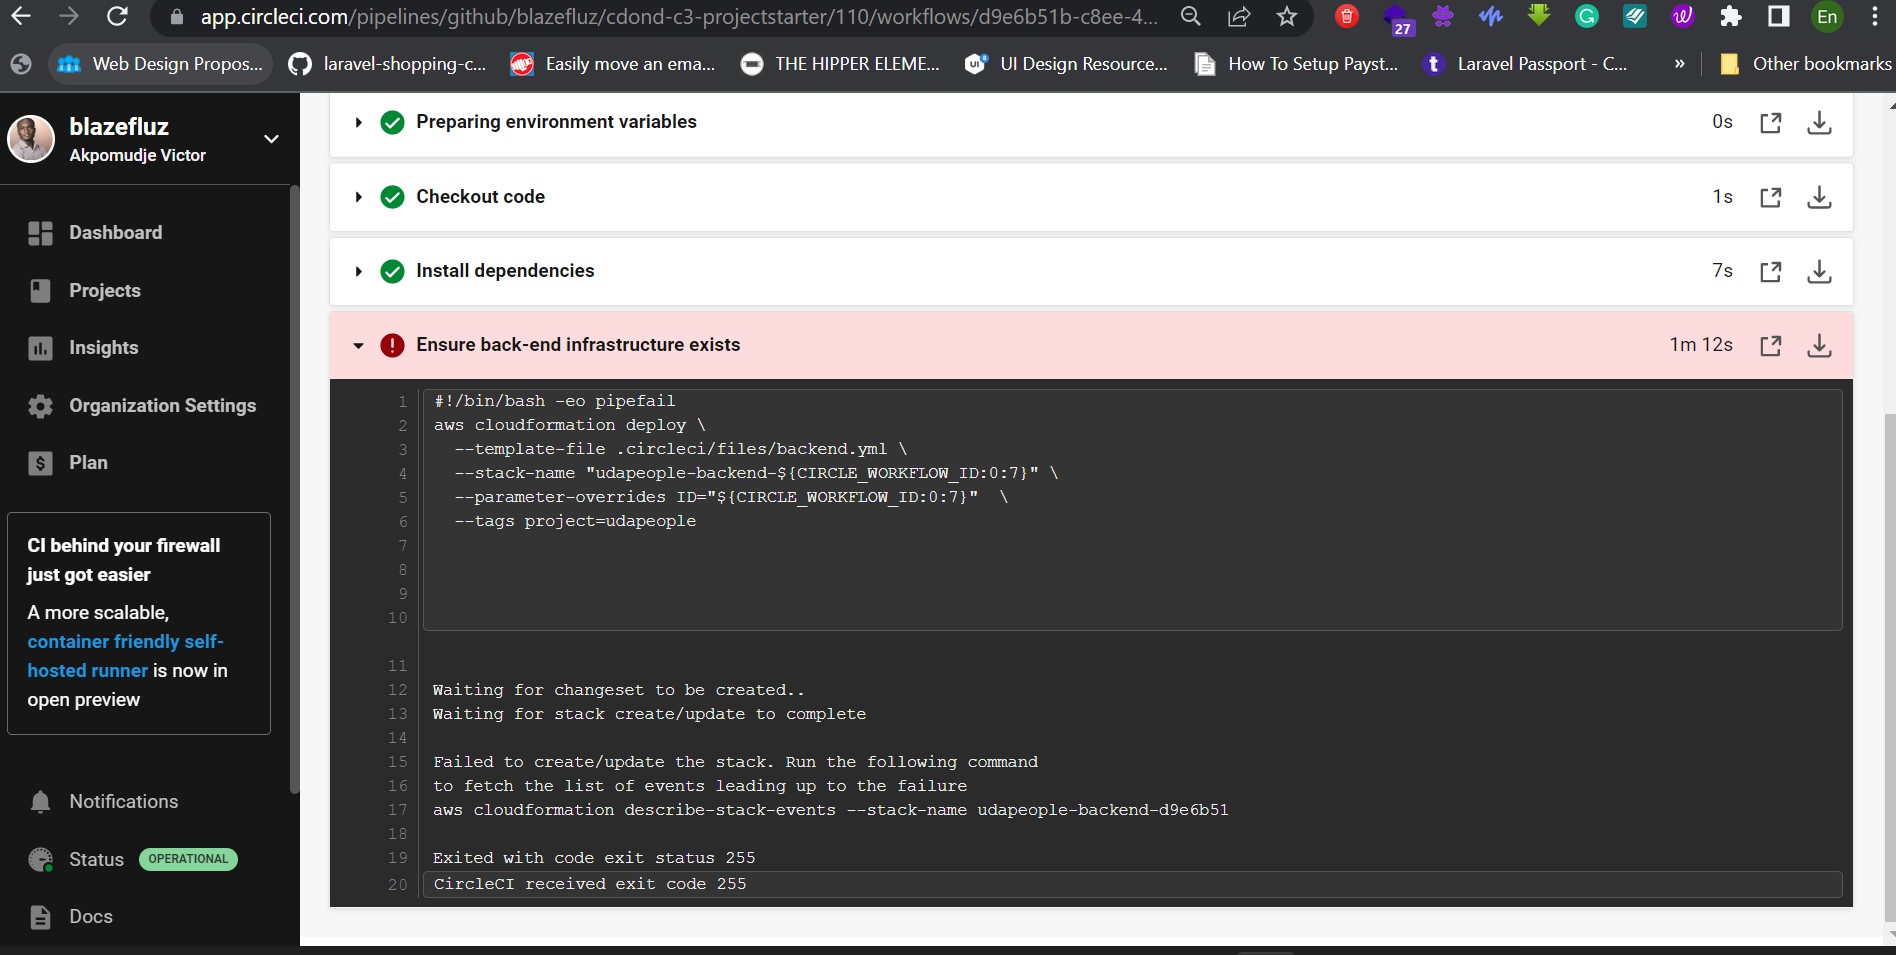 app.circleci.com/pipelines/github/blazefluz/cdond-c3-projectstarter/110/workflows/d9e6b51b-c8ee-4...
27
En
Web Design Propos...
laravel-shopping-c...
Easily move an ema...
THE HIPPER ELEME...
UI Design Resource...
How To Setup Payst...
Laravel Passport - C...
»
Other bookmarks
blazefluz
Akpomudje Victor
Dashboard
Projects
Insights
Organization Settings
Plan
CI behind your firewall
just got easier
A more scalable,
container friendly self-
hosted runner is now in
open preview
Notifications
Status OPERATIONAL
Docs
Preparing environment variables 0s
Checkout code 1s
Install dependencies 7s
Ensure back-end infrastructure exists 1m 12s
1 #!/bin/bash -eo pipefail
2 aws cloudformation deploy \
3 --template-file .circleci/files/backend.yml \
4 --stack-name "udapeople-backend-${CIRCLE_WORKFLOW_ID:0:7}" \
5 --parameter-overrides ID="${CIRCLE_WORKFLOW_ID:0:7}" \
6 --tags project=udapeople
7
8
9
10
11
12 Waiting for changeset to be created..
13 Waiting for stack create/update to complete
14
15 Failed to create/update the stack. Run the following command
16 to fetch the list of events leading up to the failure
17 aws cloudformation describe-stack-events --stack-name udapeople-backend-d9e6b51
18
19 Exited with code exit status 255
20 CircleCI received exit code 255